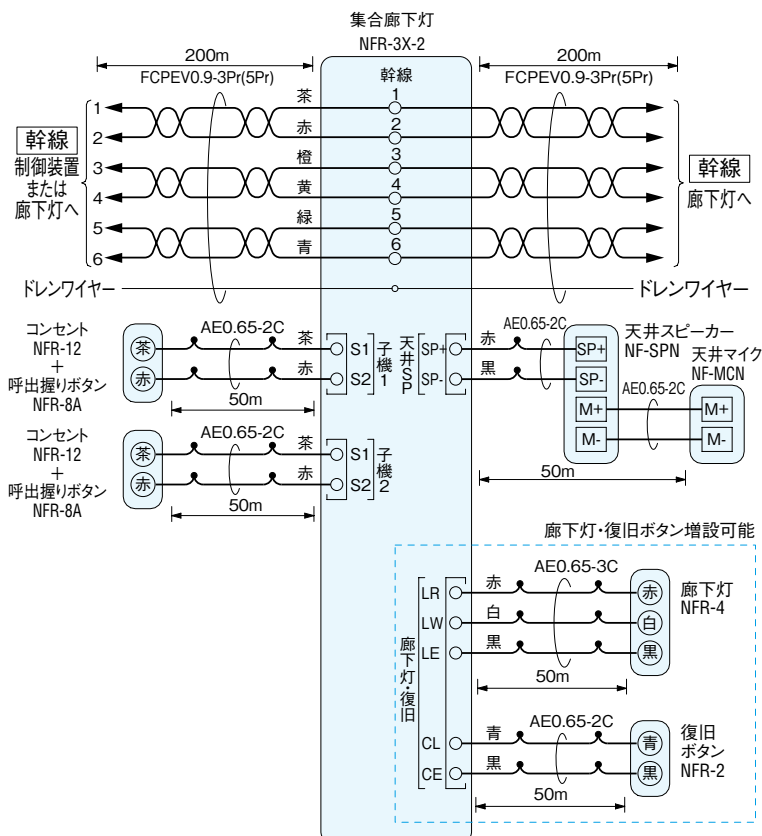 集合廊下灯
NFR-3X-2
200m
FCPEV0.9-3Pr(5Pr)
幹線
200m
FCPEV0.9-3Pr(5Pr)
1
茶
1
2
赤
2
3
橙
3
4
黄
4
5
緑
5
6
青
6
幹線
制御装置
または
廊下灯へ
幹線
廊下灯へ
ドレンワイヤー
ドレンワイヤー
コンセント
NFR-12
+
呼出握りボタン
NFR-8A
茶
赤
AE0.65-2C
茶
赤
50m
S1
S2
子機1
コンセント
NFR-12
+
呼出握りボタン
NFR-8A
茶
赤
AE0.65-2C
茶
赤
50m
S1
S2
子機2
天井SP
SP+
SP-
赤
黒
AE0.65-2C
天井スピーカー
NF-SPN
SP+
SP-
M+
M-
AE0.65-2C
天井マイク
NF-MCN
M+
M-
50m
廊下灯・復旧ボタン増設可能
廊下灯・復旧
LR
LW
LE
赤
白
黒
AE0.65-3C
50m
赤
白
黒
廊下灯
NFR-4
CL
CE
青
黒
AE0.65-2C
50m
青
黒
復旧
ボタン
NFR-2